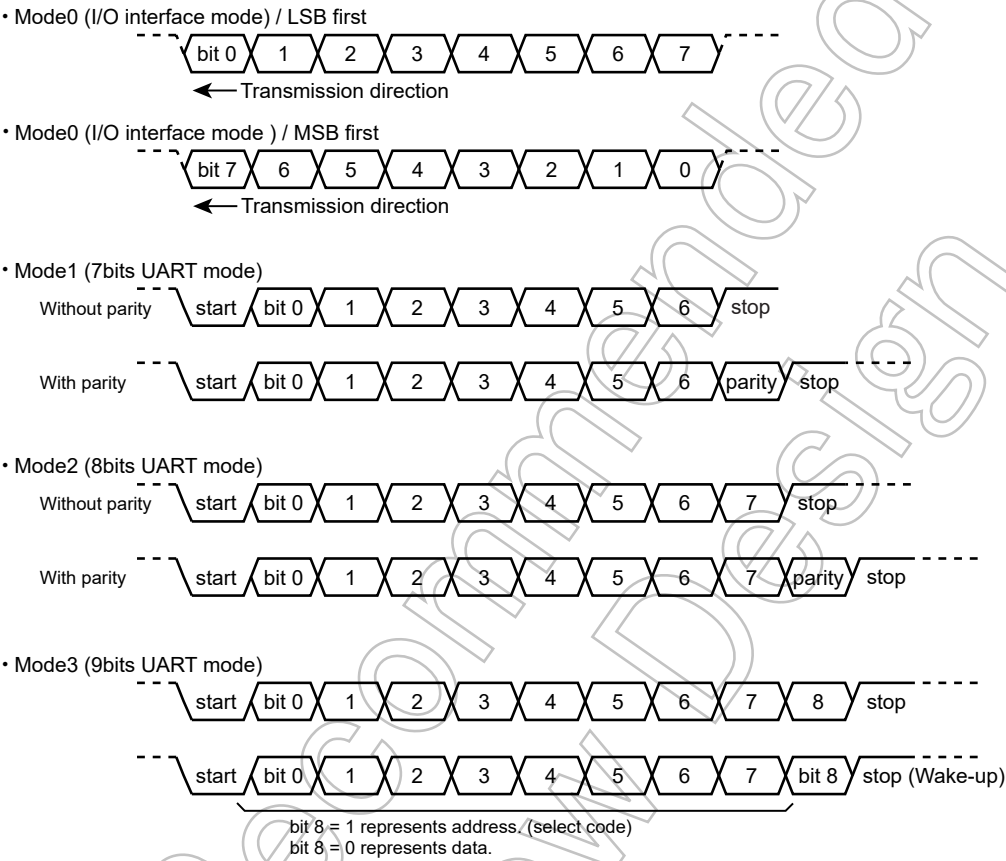 • Mode0 (I/O interface mode) / LSB first
bit 0 1 2 3 4 5 6 7
Transmission direction
• Mode0 (I/O interface mode ) / MSB first
bit 7 6 5 4 3 2 1 0
Transmission direction
• Mode1 (7bits UART mode)
Without parity start bit 0 1 2 3 4 5 6 stop
With parity start bit 0 1 2 3 4 5 6 parity stop
• Mode2 (8bits UART mode)
Without parity start bit 0 1 2 3 4 5 6 7 stop
With parity start bit 0 1 2 3 4 5 6 7 parity stop
• Mode3 (9bits UART mode)
start bit 0 1 2 3 4 5 6 7 8 stop
start bit 0 1 2 3 4 5 6 7 bit 8 stop (Wake-up)
bit 8 = 1 represents address. (select code)
bit 8 = 0 represents data.
ecommended
w Design